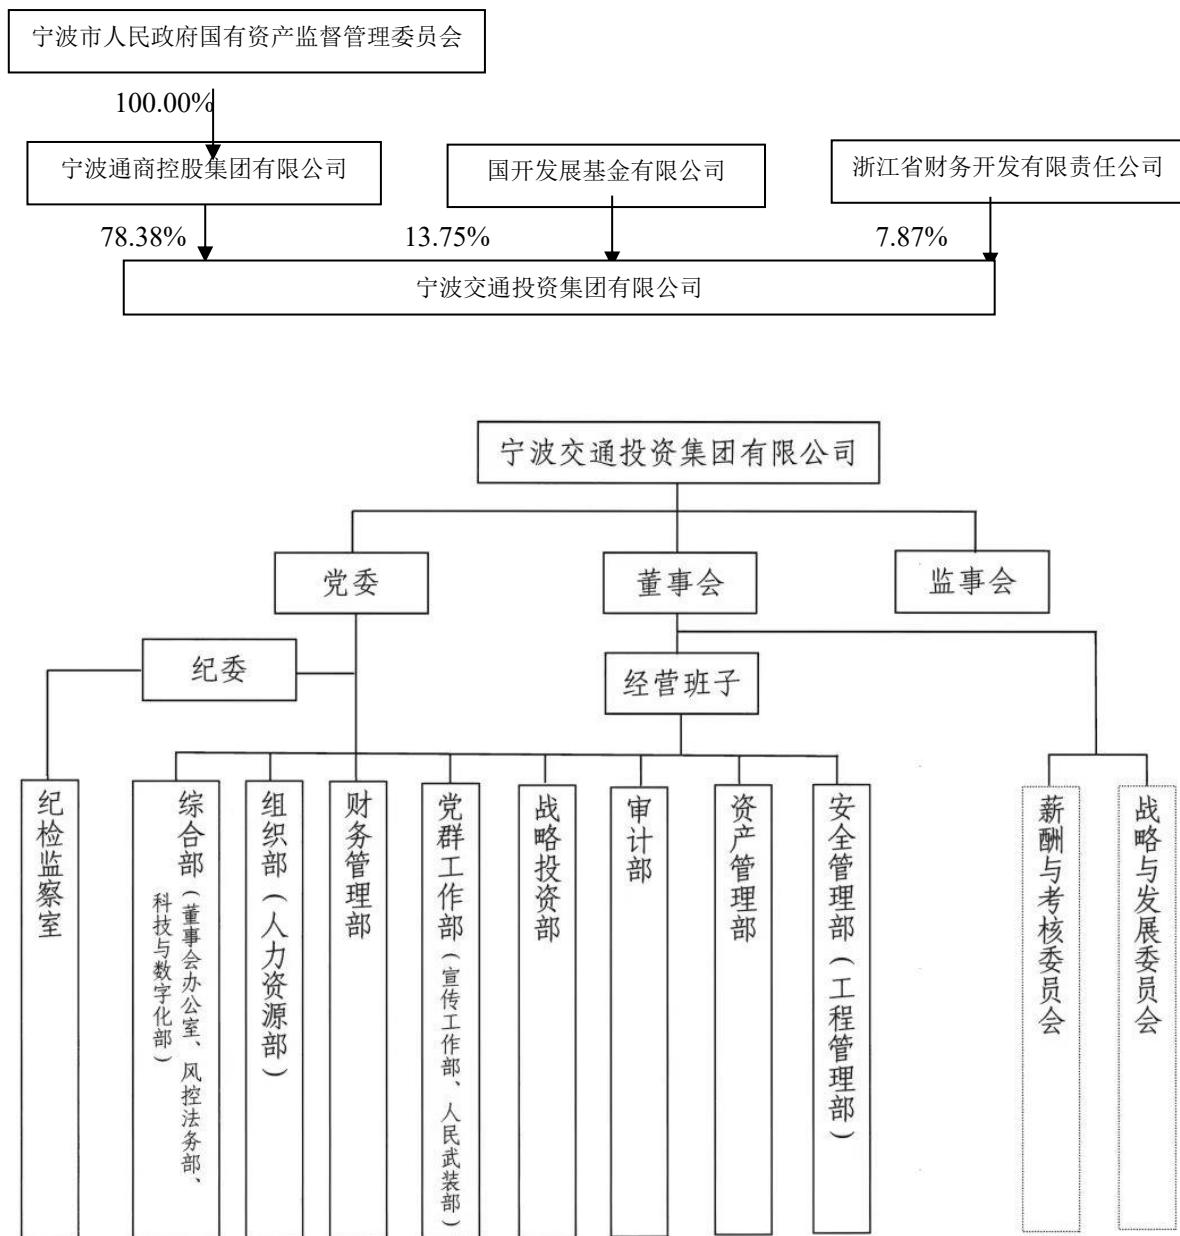 宁波市人民政府国有资产监督管理委员会
100.00%
宁波通商控股集团有限公司
国开发展基金有限公司
浙江省财务开发有限责任公司
78.38%
13.75%
7.87%
宁波交通投资集团有限公司
宁波交通投资集团有限公司
党委
董事会
监事会
纪委
经营班子
纪检监察室
综合部（董事会办公室、风控法务部、
科技与数字化部）
组织部（人力资源部）
财务管理部
党群工作部（宣传工作部、人民武装部）
战略投资部
审计部
资产管理部
安全管理部（工程管理部）
薪酬与考核委员会
战略与发展委员会